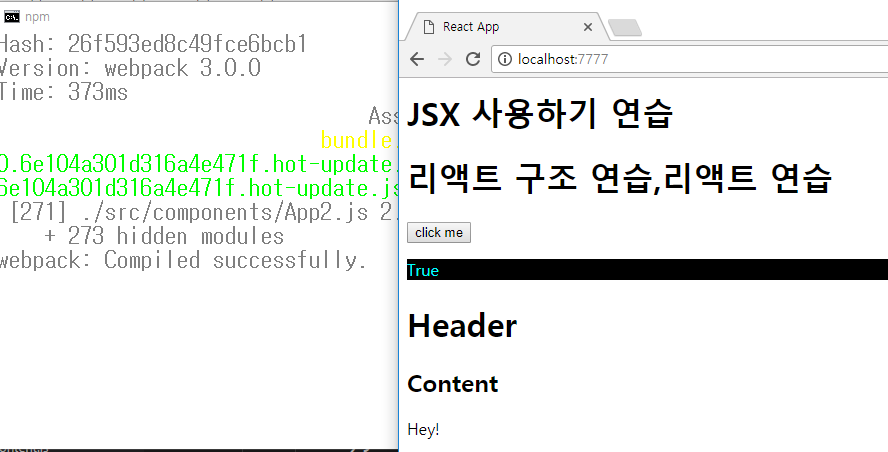 npm
Hash: 26f593ed8c49fce6bcb1
Version: webpack 3.0.0
Time: 373ms
Ass
bundle.
0.6e104a301d316a4e471f.hot-update.
6e104a301d316a4e471f.hot-update.js
[271] ./src/components/App2.js 2.
+ 273 hidden modules
webpack: Compiled successfully.
React App
localhost:7777
JSX 사용하기 연습
리액트 구조 연습,리액트 연습
click me
True
Header
Content
Hey!